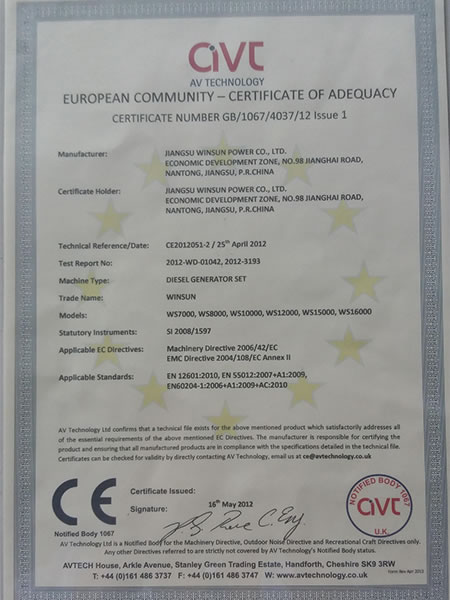 avt
AV TECHNOLOGY
EUROPEAN COMMUNITY – CERTIFICATE OF ADEQUACY
CERTIFICATE NUMBER GB/1067/4037/12 Issue 1
Manufacturer: JIANGSU WINSUN POWER CO., LTD.
ECONOMIC DEVELOPMENT ZONE, NO.98 JIANGHAI ROAD,
NANTONG, JIANGSU, P.R.CHINA
Certificate Holder: JIANGSU WINSUN POWER CO., LTD.
ECONOMIC DEVELOPMENT ZONE, NO.98 JIANGHAI ROAD,
NANTONG, JIANGSU, P.R.CHINA
Technical Reference/Date: CE2012051-2 / 25th April 2012
Test Report No: 2012-WD-01042, 2012-3193
Machine Type: DIESEL GENERATOR SET
Trade Name: WINSUN
Models: WS7000, WS8000, WS10000, WS12000, WS15000, WS16000
Statutory Instruments: SI 2008/1597
Applicable EC Directives: Machinery Directive 2006/42/EC
EMC Directive 2004/108/EC Annex II
Applicable Standards: EN 12601:2010, EN 55012:2007+A1:2009,
EN60204-1:2006+A1:2009+AC:2010
AV Technology Ltd confirms that a technical file exists for the above mentioned product which satisfactorily addresses all
of the essential requirements of the above mentioned EC Directives. The manufacturer is responsible for certifying the
product and ensuring that all manufactured products are in compliance with the specifications detailed in the technical file.
Certificates can be checked for validity by directly contacting AV Technology, email us at ce@avtechnology.co.uk
CE
Notified Body 1067
Certificate Issued: 16th May 2012
Signature:
NOTIFIED BODY 1067
avt
U.K.
AV Technology Ltd is a Notified Body for the Machinery Directive, Outdoor Noise Directive and Recreational Craft Directives only.
Any other Directives referred to are strictly not covered by AV Technology's Notified Body status.
AVTECH House, Arkle Avenue, Stanley Green Trading Estate, Handforth, Cheshire SK9 3RW
T: +44 (0)161 486 3737 F: +44 (0)161 486 3747 W: www.avtechnology.co.uk